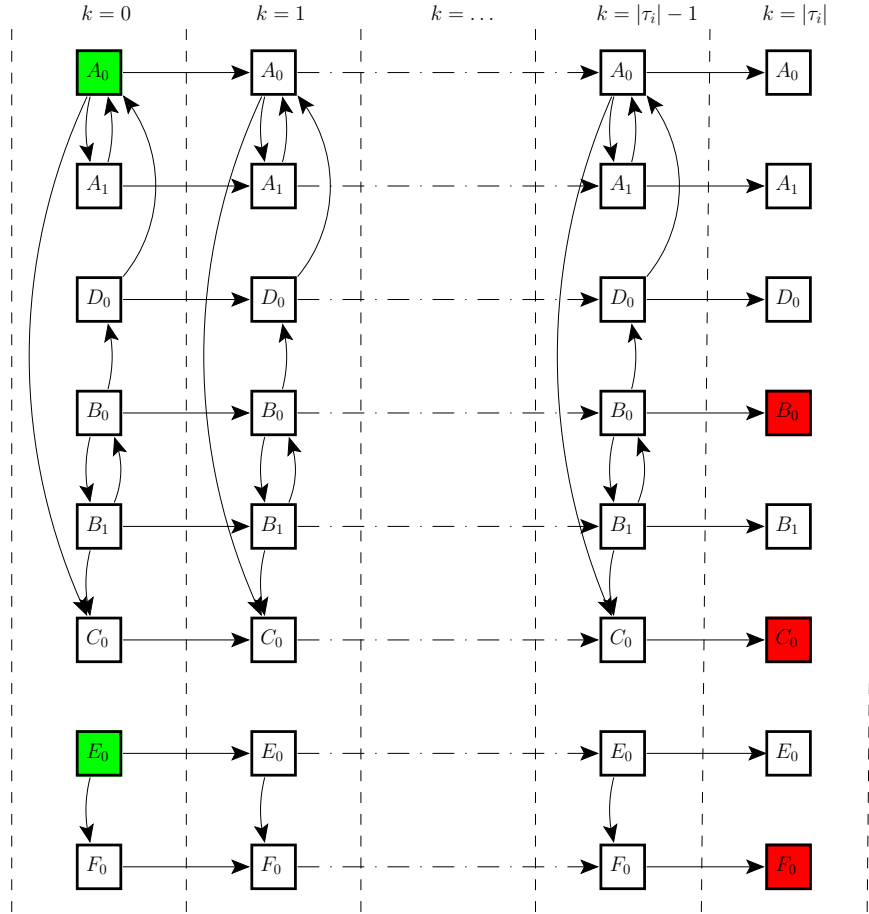 k = 0 k = 1 k = … k = |τ_i| − 1 k = |τ_i|
A_0 A_0 A_0 A_0
A_1 A_1 A_1 A_1
D_0 D_0 D_0 D_0
B_0 B_0 B_0 B_0
B_1 B_1 B_1 B_1
C_0 C_0 C_0 C_0
E_0 E_0 E_0 E_0
F_0 F_0 F_0 F_0